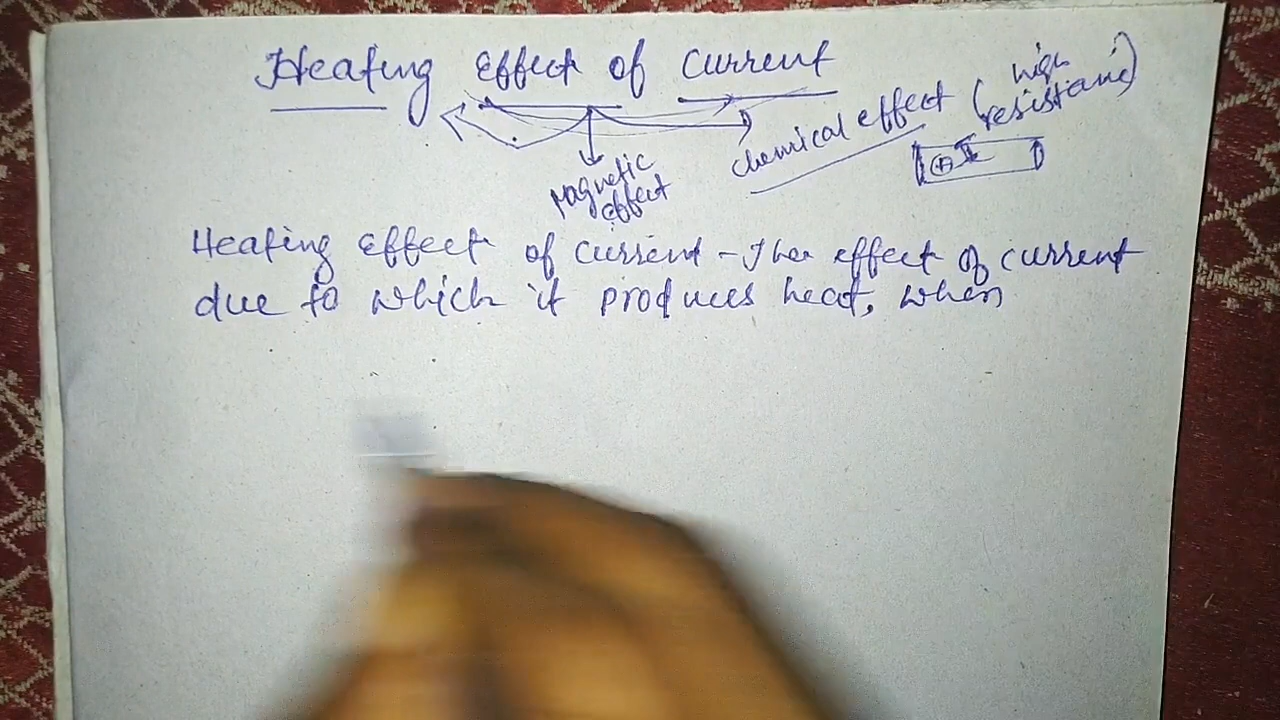 Heating Effect of Current
Magnetic
effect
chemical effect (high
resistance)
Heating Effect of current - The effect of current
due to which it produces heat, when